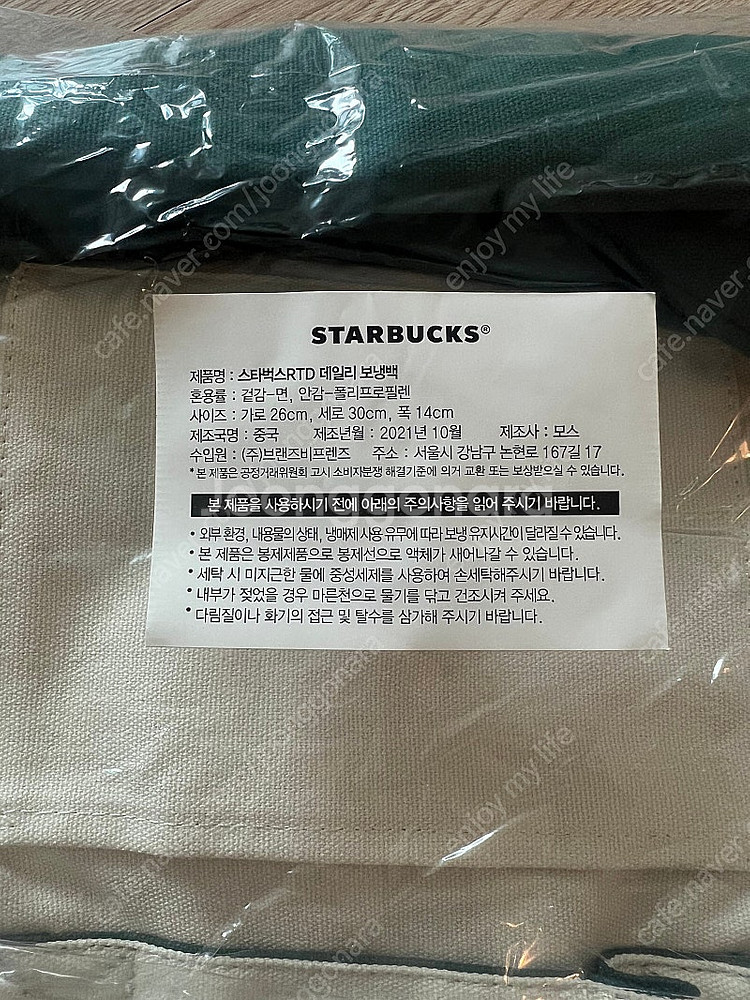 STARBUCKS®
제품명 : 스타벅스RTD 데일리 보냉백
혼용률 : 겉감-면, 안감-폴리프로필렌
사이즈 : 가로 26cm, 세로 30cm, 폭 14cm
제조국명 : 중국 제조년월 : 2021년 10월 제조사 : 모스
수입원 : (주)브랜즈비프렌즈 주소 : 서울시 강남구 논현로 167길 17
*본 제품은 공정거래위원회 고시 소비자분쟁 해결기준에 의거 교환 또는 보상받으실 수 있습니다.
본 제품을 사용하시기 전에 아래의 주의사항을 읽어 주시기 바랍니다.
• 외부 환경, 내용물의 상태, 냉매제 사용 유무에 따라 보냉 유지시간이 달라질 수 있습니다.
• 본 제품은 봉제제품으로 봉제선으로 액체가 새어나갈 수 있습니다.
• 세탁 시 미지근한 물에 중성세제를 사용하여 손세탁해주시기 바랍니다.
• 내부가 젖었을 경우 마른천으로 물기를 닦고 건조시켜 주세요.
• 다림질이나 화기의 접근 및 탈수를 삼가해 주시기 바랍니다.
cafe.naver.com/joonggonara
enjoy my life
cafe.naver.
joonggonara
joonggonara
enjoy my life
cafe.naver.